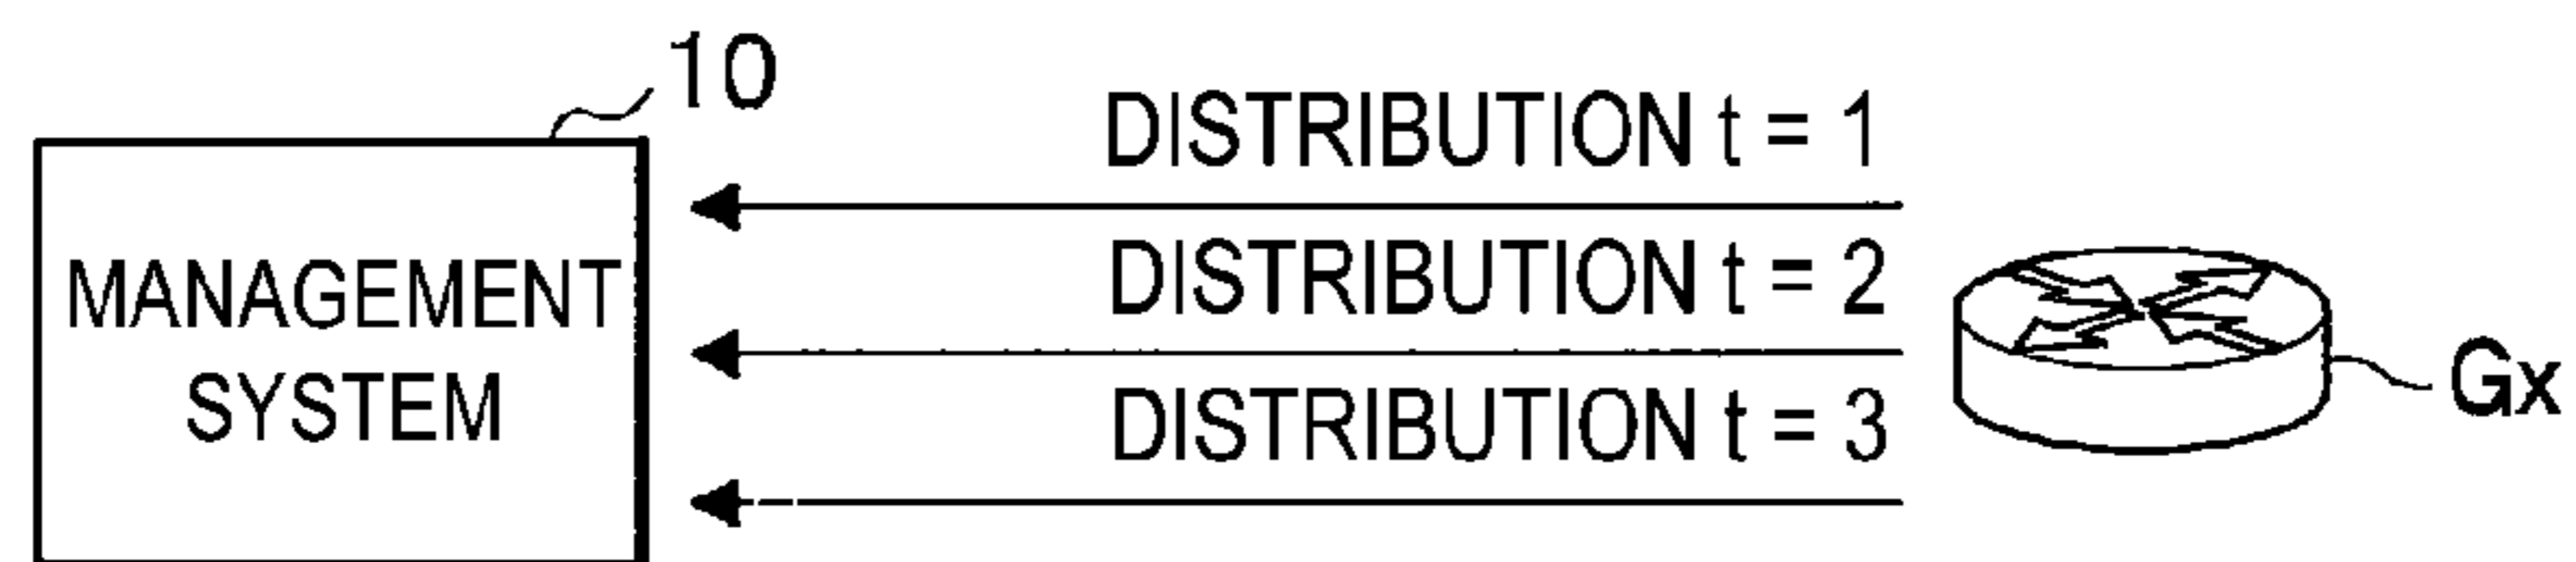 10
DISTRIBUTION t = 1
MANAGEMENT
SYSTEM
DISTRIBUTION t = 2
DISTRIBUTION t = 3
Gx